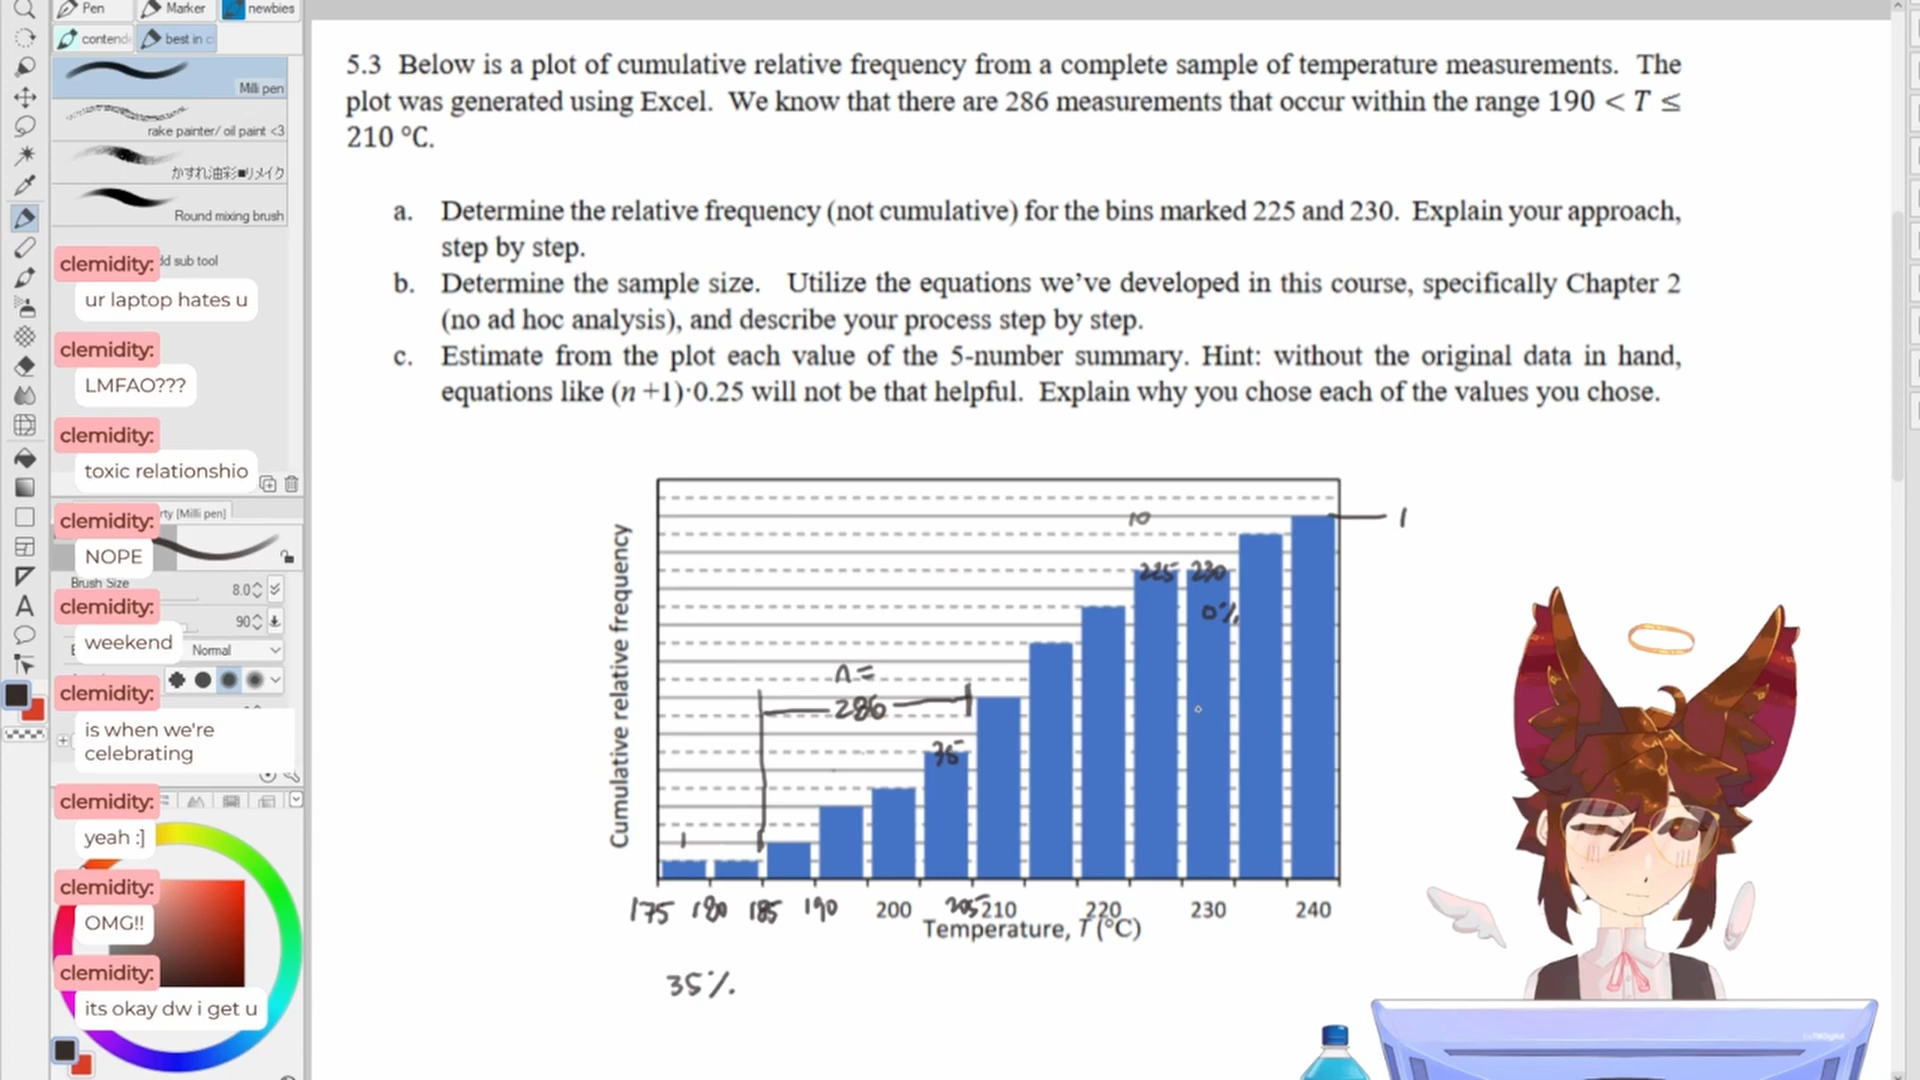 Pen
Marker
newbies
contend
best in c
Milli pen
rake painter/ oil paint <3
かすれ油彩■リメイク
Round mixing brush
dd sub tool
clemidity:
ur laptop hates u
clemidity:
LMFAO???
clemidity:
toxic relationshio
rty [Milli pen]
clemidity:
NOPE
Brush Size
8.0
clemidity:
90
weekend
Normal
clemidity:
is when we're
celebrating
clemidity:
yeah :]
clemidity:
OMG!!
clemidity:
its okay dw i get u
5.3 Below is a plot of cumulative relative frequency from a complete sample of temperature measurements. The
plot was generated using Excel. We know that there are 286 measurements that occur within the range 190 < T ≤
210 °C.
a. Determine the relative frequency (not cumulative) for the bins marked 225 and 230. Explain your approach,
step by step.
b. Determine the sample size. Utilize the equations we've developed in this course, specifically Chapter 2
(no ad hoc analysis), and describe your process step by step.
c. Estimate from the plot each value of the 5-number summary. Hint: without the original data in hand,
equations like (n +1)·0.25 will not be that helpful. Explain why you chose each of the values you chose.
Cumulative relative frequency
10
1
225 230
0%
n=
286
35
1
175 180 185 190 200 205 210 220 230 240
Temperature, T (°C)
35%